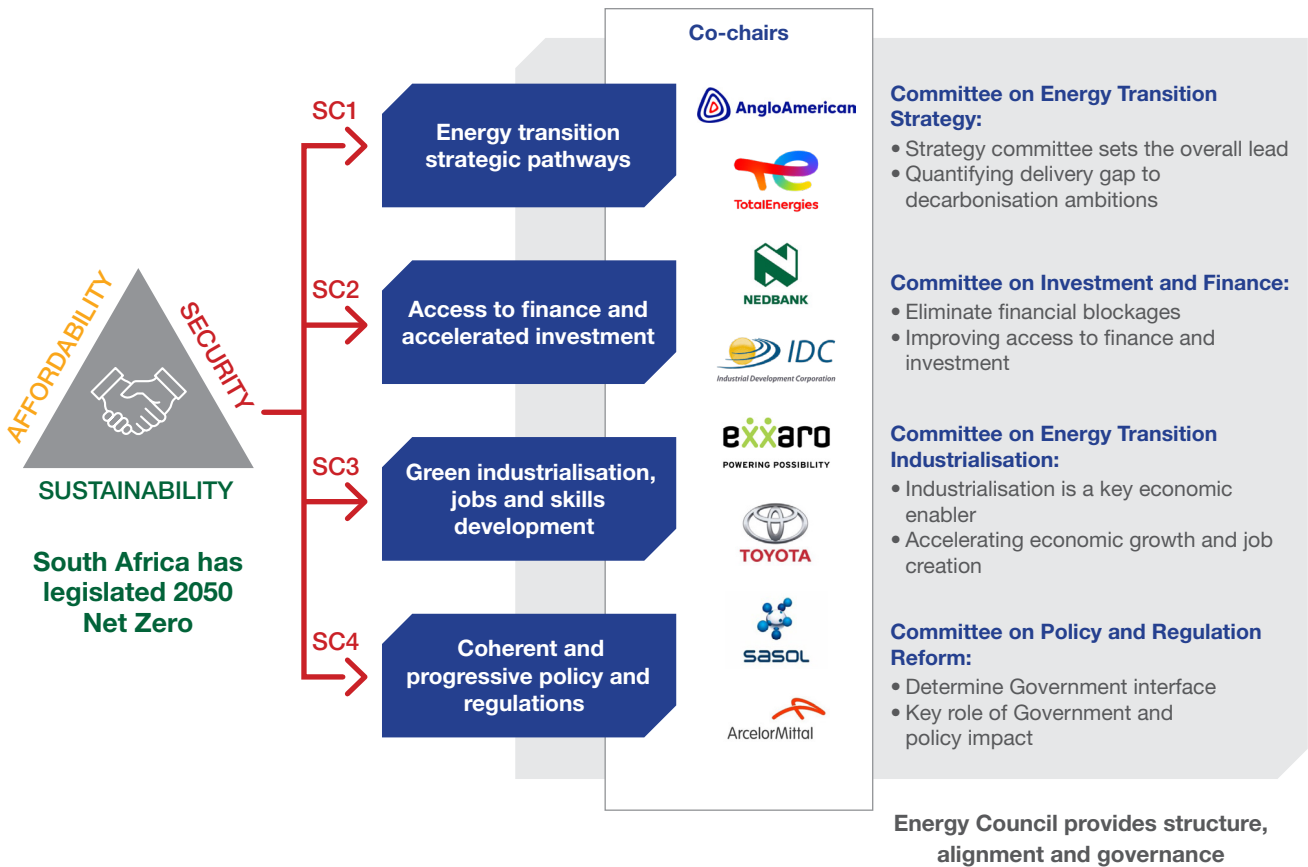 Co-chairs
SC1
Energy transition
strategic pathways
AngloAmerican
TotalEnergies
Committee on Energy Transition
Strategy:
• Strategy committee sets the overall lead
• Quantifying delivery gap to
decarbonisation ambitions
SC2
Access to finance and
accelerated investment
NEDBANK
IDC
Industrial Development Corporation
Committee on Investment and Finance:
• Eliminate financial blockages
• Improving access to finance and
investment
AFFORDABILITY
SECURITY
SUSTAINABILITY
South Africa has
legislated 2050
Net Zero
SC3
Green industrialisation,
jobs and skills
development
exxaro
POWERING POSSIBILITY
TOYOTA
Committee on Energy Transition
Industrialisation:
• Industrialisation is a key economic
enabler
• Accelerating economic growth and job
creation
SC4
Coherent and
progressive policy and
regulations
sasol
ArcelorMittal
Committee on Policy and Regulation
Reform:
• Determine Government interface
• Key role of Government and
policy impact
Energy Council provides structure,
alignment and governance